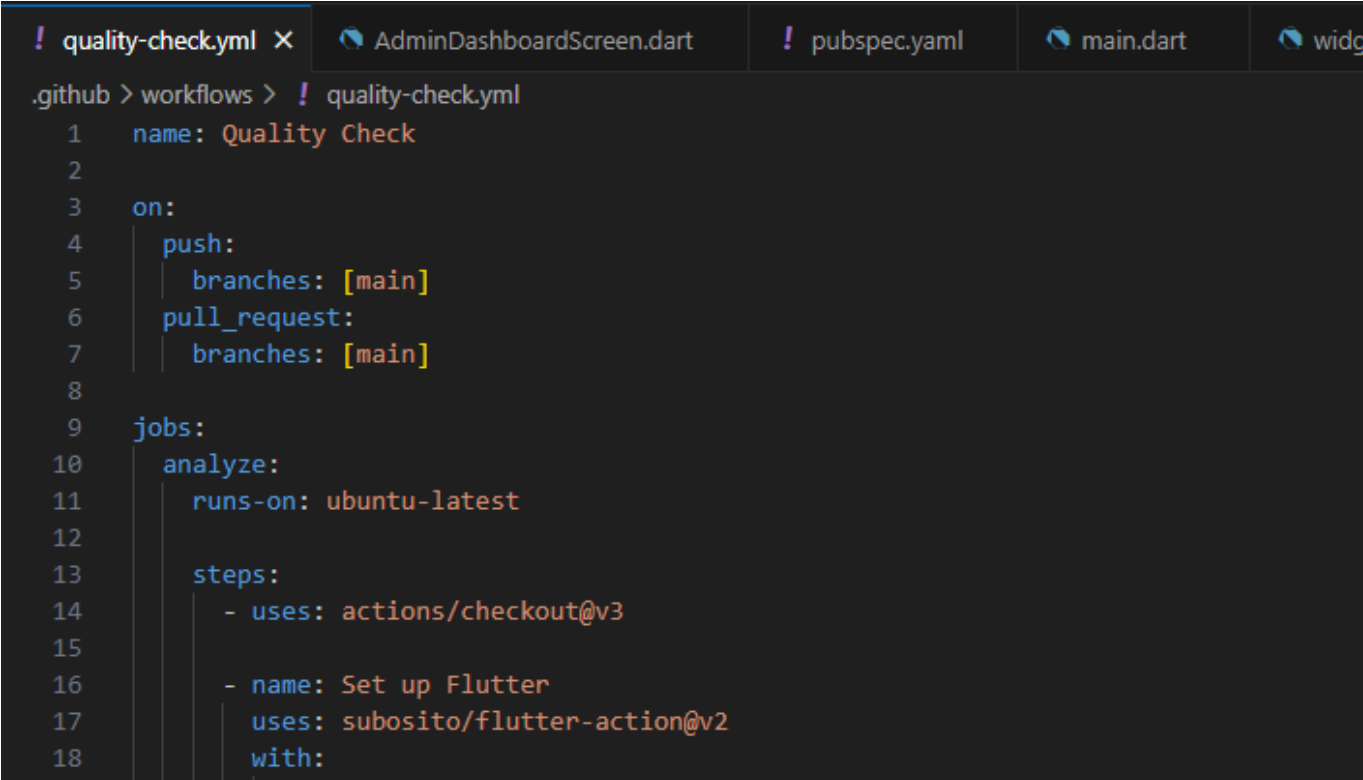 ! quality-check.yml × AdminDashboardScreen.dart ! pubspec.yaml main.dart
.github > workflows > ! quality-check.yml
1 name: Quality Check
2
3 on:
4   push:
5     branches: [main]
6   pull_request:
7     branches: [main]
8
9 jobs:
10   analyze:
11     runs-on: ubuntu-latest
12
13     steps:
14       - uses: actions/checkout@v3
15
16       - name: Set up Flutter
17         uses: subosito/flutter-action@v2
18         with: